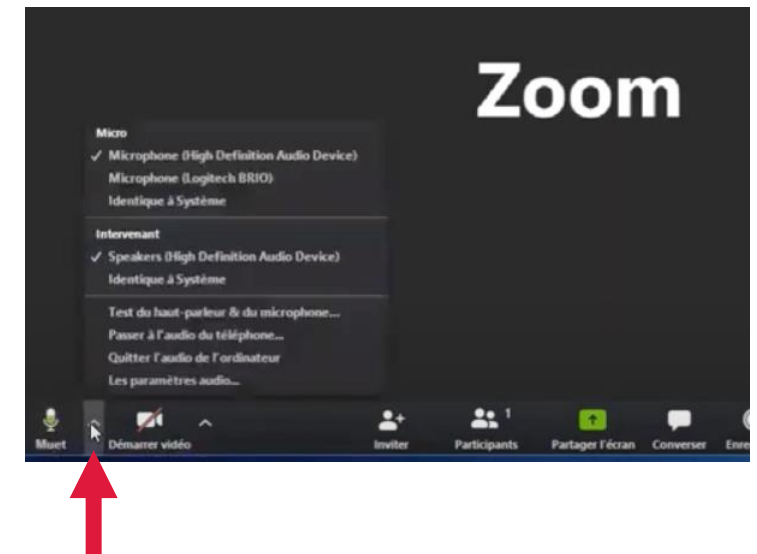 Zoom
Micro
Microphone (High Definition Audio Device)
Microphone (Logitech BRIO)
Identique à Système
Intervenant
Speakers (High Definition Audio Device)
Identique à Système
Test du haut-parleur & du microphone...
Passer à l'audio du téléphone...
Quitter l'audio de l'ordinateur
Les paramètres audio...
Muet Démarrer vidéo Inviter Participants 1 Partager l'écran Converser Enre